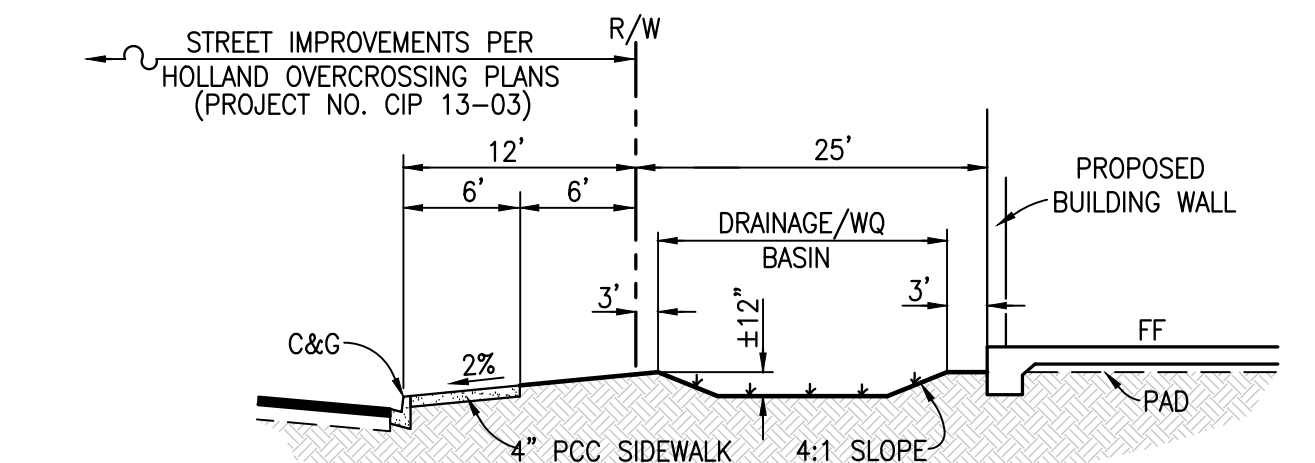 R/W
STREET IMPROVEMENTS PER
HOLLAND OVERCROSSING PLANS
(PROJECT NO. CIP 13-03)
12'
25'
PROPOSED
BUILDING WALL
6'
6'
DRAINAGE/WQ
BASIN
3'
±12"
3'
FF
C&G
2%
PAD
4" PCC SIDEWALK
4:1 SLOPE